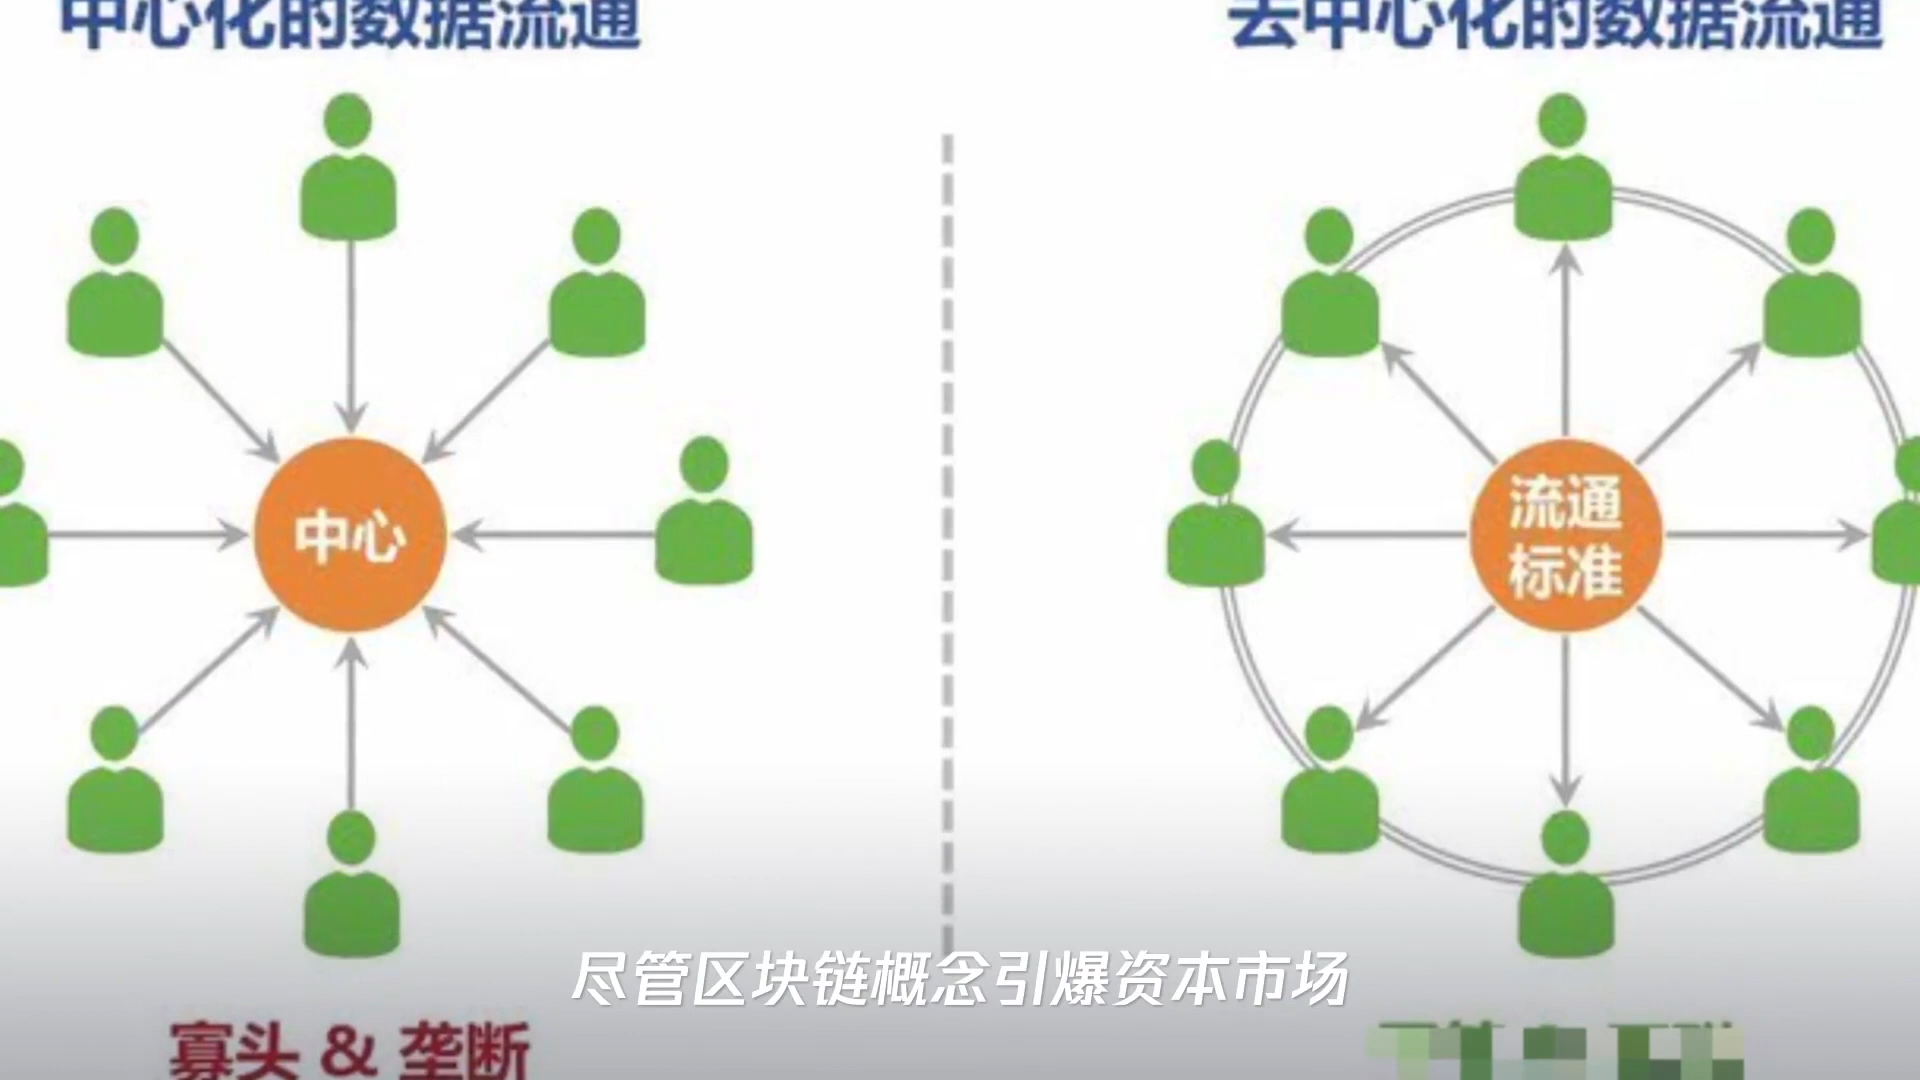 中心化的数据流通
去中心化的数据流通
中心
流通
标准
尽管区块链概念引爆资本市场
寡头 & 垄断